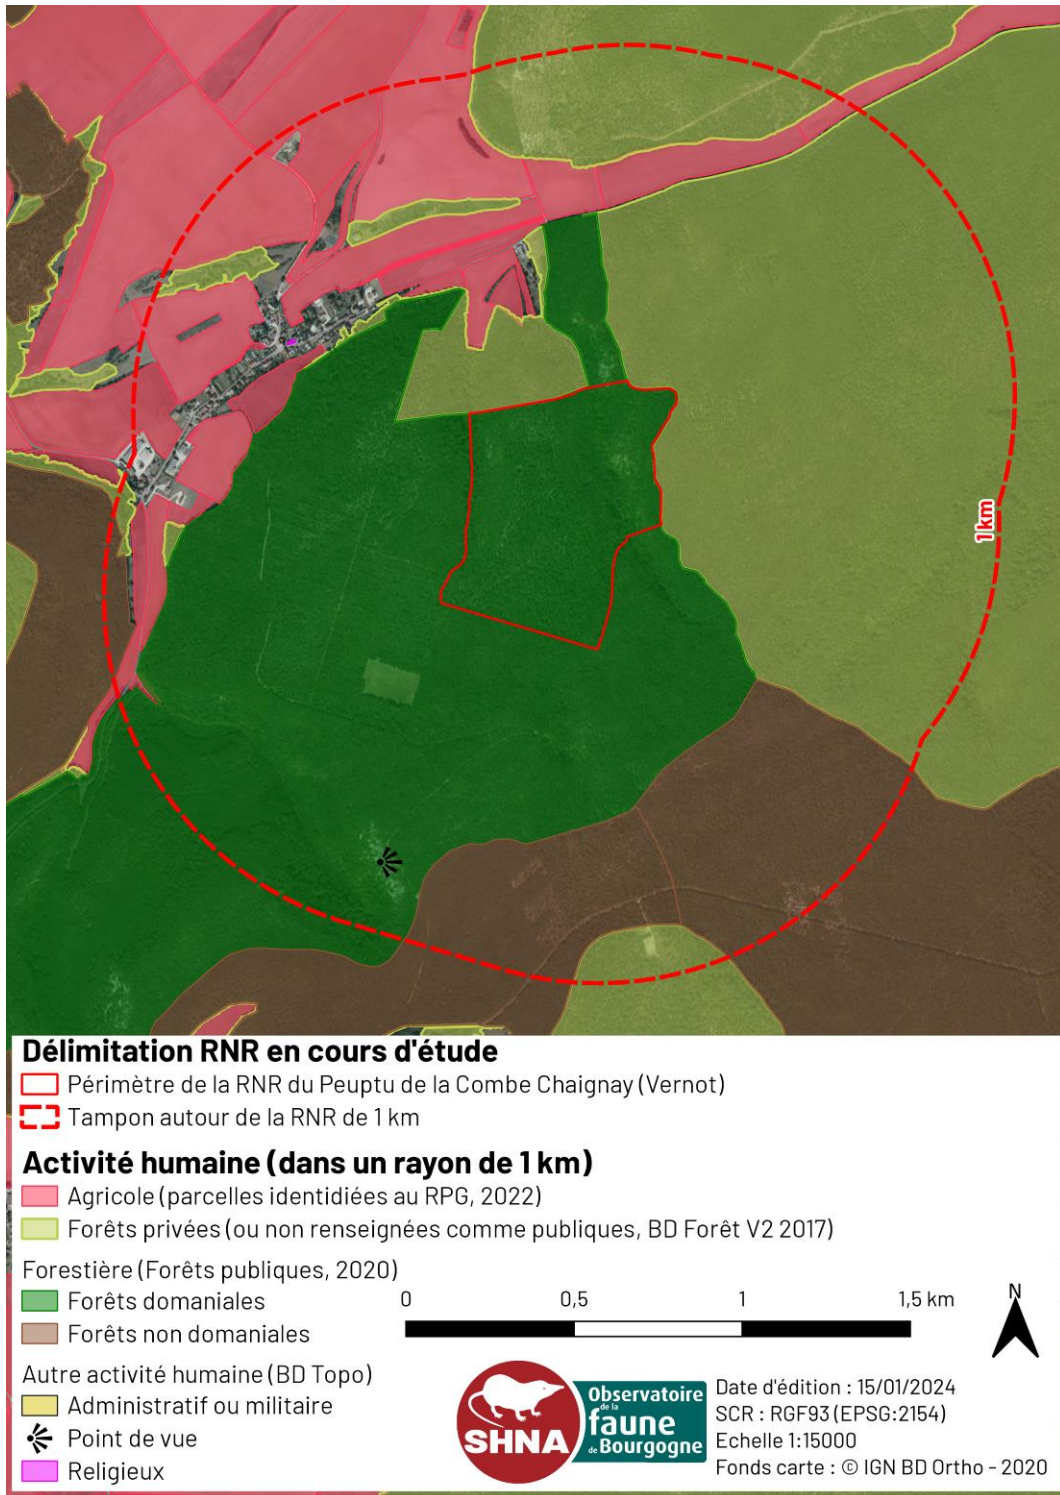 1 km
Délimitation RNR en cours d'étude
Périmètre de la RNR du Peuptu de la Combe Chaignay (Vernot)
Tampon autour de la RNR de 1 km
Activité humaine (dans un rayon de 1 km)
Agricole (parcelles identidiées au RPG, 2022)
Forêts privées (ou non renseignées comme publiques, BD Forêt V2 2017)
Forestière (Forêts publiques, 2020)
Forêts domaniales
Forêts non domaniales
0 0,5 1 1,5 km
N
Autre activité humaine (BD Topo)
Administratif ou militaire
Point de vue
Religieux
SHNA
Observatoire
de la
faune
de Bourgogne
Date d'édition : 15/01/2024
SCR : RGF93 (EPSG:2154)
Echelle 1:15000
Fonds carte : © IGN BD Ortho - 2020